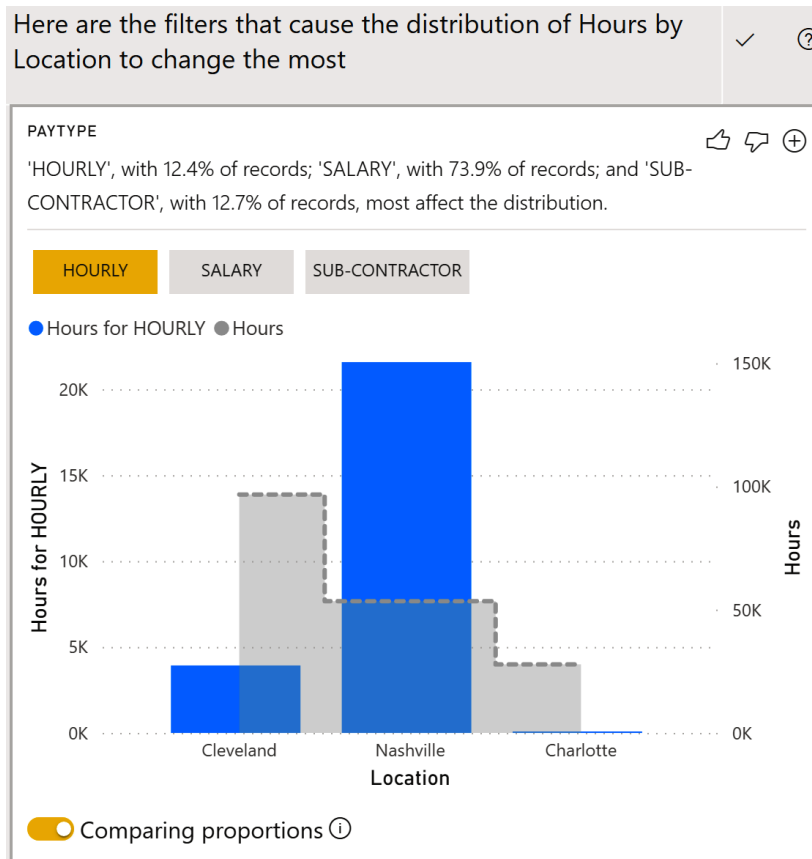 Here are the filters that cause the distribution of Hours by
Location to change the most
PAYTYPE
'HOURLY', with 12.4% of records; 'SALARY', with 73.9% of records; and 'SUB-
CONTRACTOR', with 12.7% of records, most affect the distribution.
HOURLY SALARY SUB-CONTRACTOR
Hours for HOURLY Hours
Hours for HOURLY
20K
15K
10K
5K
0K
150K
100K
50K
0K
Hours
Cleveland Nashville Charlotte
Location
Comparing proportions